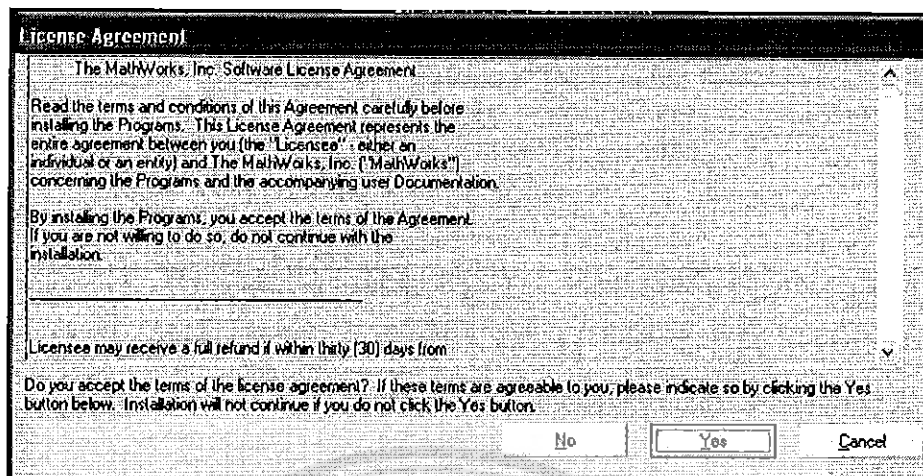 License Agreement
The MathWorks, Inc. Software License Agreement
Read the terms and conditions of this Agreement carefully before
installing the Programs. This License Agreement represents the
entire agreement between you (the "Licensee" - either an
individual or an entity) and The MathWorks, Inc. ("MathWorks")
concerning the Programs and the accompanying user Documentation.
By installing the Programs, you accept the terms of the Agreement.
If you are not willing to do so, do not continue with the
installation.
Licensee may receive a full refund if within thirty (30) days from
Do you accept the terms of the license agreement? If these terms are agreeable to you, please indicate so by clicking the Yes
button below. Installation will not continue if you do not click the Yes button.
No Yes Cancel